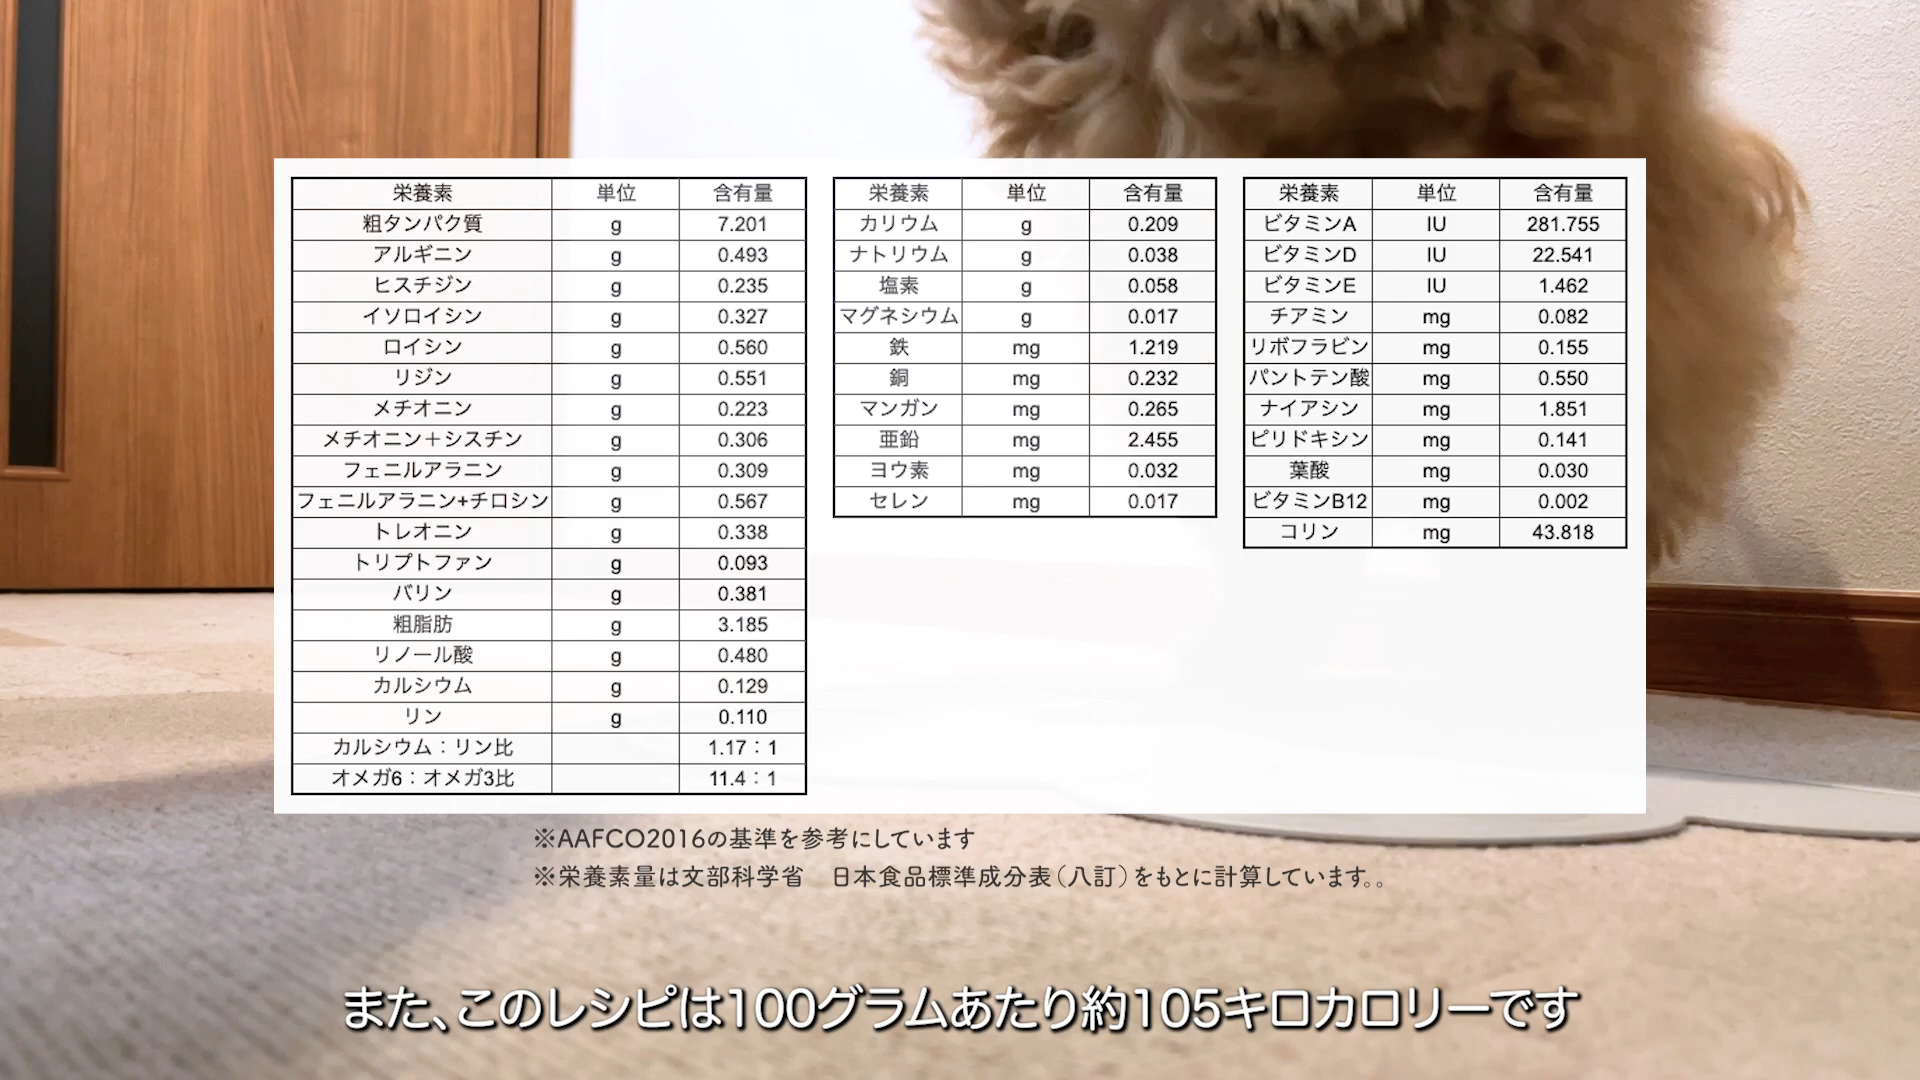 栄養素 単位 含有量
粗タンパク質 g 7.201
アルギニン g 0.493
ヒスチジン g 0.235
イソロイシン g 0.327
ロイシン g 0.560
リジン g 0.551
メチオニン g 0.223
メチオニン＋シスチン g 0.306
フェニルアラニン g 0.309
フェニルアラニン+チロシン g 0.567
トレオニン g 0.338
トリプトファン g 0.093
バリン g 0.381
粗脂肪 g 3.185
リノール酸 g 0.480
カルシウム g 0.129
リン g 0.110
カルシウム：リン比 1.17：1
オメガ6：オメガ3比 11.4：1
栄養素 単位 含有量
カリウム g 0.209
ナトリウム g 0.038
塩素 g 0.058
マグネシウム g 0.017
鉄 mg 1.219
銅 mg 0.232
マンガン mg 0.265
亜鉛 mg 2.455
ヨウ素 mg 0.032
セレン mg 0.017
栄養素 単位 含有量
ビタミンA IU 281.755
ビタミンD IU 22.541
ビタミンE IU 1.462
チアミン mg 0.082
リボフラビン mg 0.155
パントテン酸 mg 0.550
ナイアシン mg 1.851
ピリドキシン mg 0.141
葉酸 mg 0.030
ビタミンB12 mg 0.002
コリン mg 43.818
※AAFCO2016の基準を参考にしています
※栄養素量は文部科学省　日本食品標準成分表（八訂）をもとに計算しています。。
また、このレシピは100グラムあたり約105キロカロリーです